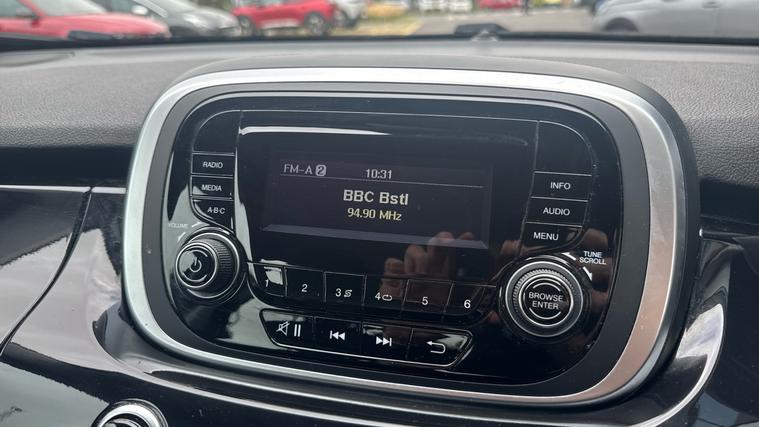 RADIO
MEDIA
A-B-C
VOLUME
FM-A 2 10:31
BBC Bstl
94.90 MHz
INFO
AUDIO
MENU
TUNE
SCROLL
BROWSE
ENTER
1 2 3 4 5 6